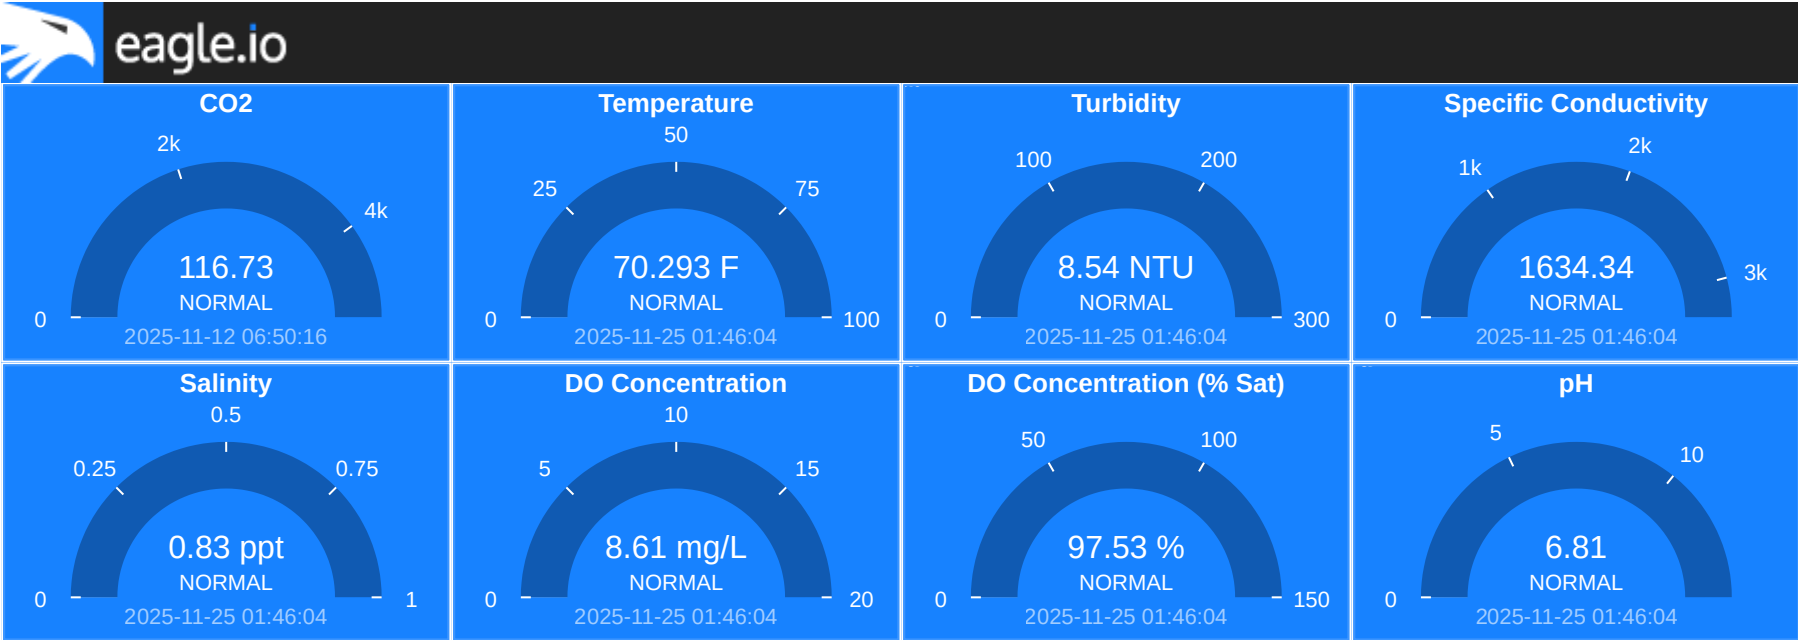 eagle.io
CO2
2k
4k
0
116.73
NORMAL
2025-11-12 06:50:16
Temperature
50
25
75
0
100
70.293 F
NORMAL
2025-11-25 01:46:04
Turbidity
100
200
0
300
8.54 NTU
NORMAL
2025-11-25 01:46:04
Specific Conductivity
2k
1k
3k
0
1634.34
NORMAL
2025-11-25 01:46:04
Salinity
0.5
0.25
0.75
0
1
0.83 ppt
NORMAL
2025-11-25 01:46:04
DO Concentration
10
5
15
0
20
8.61 mg/L
NORMAL
2025-11-25 01:46:04
DO Concentration (% Sat)
50
100
0
150
97.53 %
NORMAL
2025-11-25 01:46:04
pH
5
10
0
6.81
NORMAL
2025-11-25 01:46:04